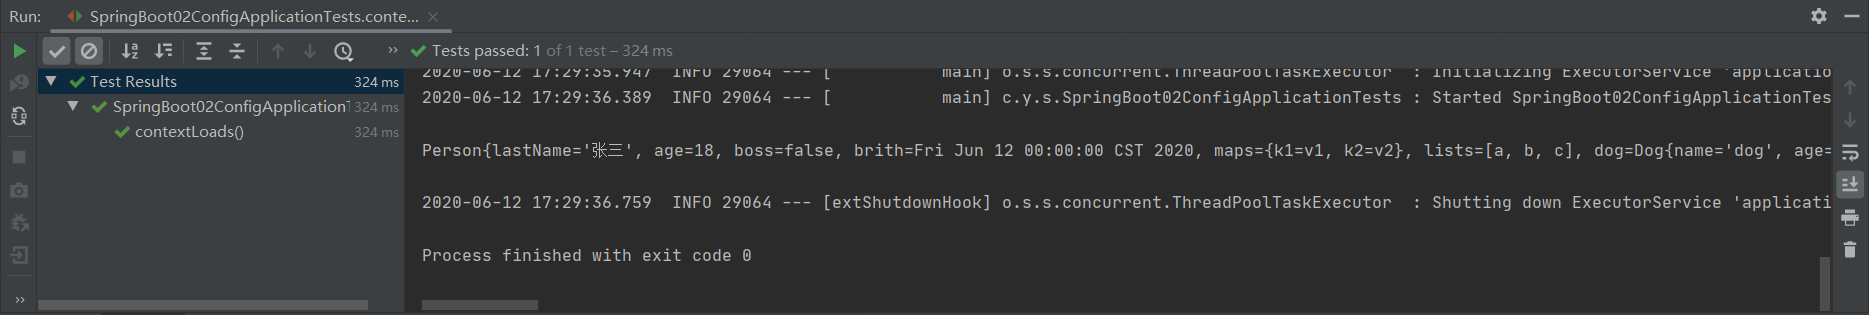 Run: SpringBoot02ConfigApplicationTests.conte...
Tests passed: 1 of 1 test – 324 ms
Test Results 324 ms
SpringBoot02ConfigApplicationT 324 ms
contextLoads() 324 ms
2020-06-12 17:29:35.947  INFO 29064 --- [           main] o.s.s.concurrent.ThreadPoolTaskExecutor  : Initializing ExecutorService 'applicatio
2020-06-12 17:29:36.389  INFO 29064 --- [           main] c.y.s.SpringBoot02ConfigApplicationTests : Started SpringBoot02ConfigApplicationTes
Person{lastName='张三', age=18, boss=false, brith=Fri Jun 12 00:00:00 CST 2020, maps={k1=v1, k2=v2}, lists=[a, b, c], dog=Dog{name='dog', age=
2020-06-12 17:29:36.759  INFO 29064 --- [extShutdownHook] o.s.s.concurrent.ThreadPoolTaskExecutor  : Shutting down ExecutorService 'applicati
Process finished with exit code 0